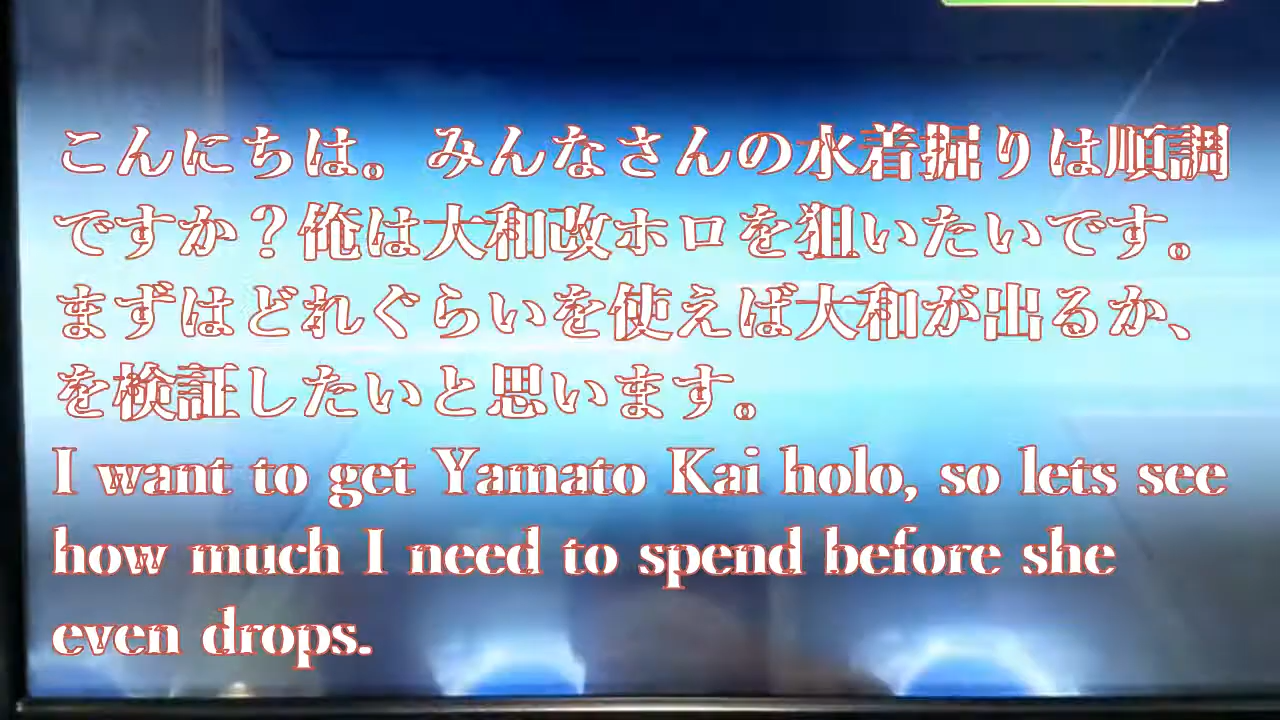 こんにちは。みんなさんの水着掘りは順調
ですか？俺は大和改ホロを狙いたいです。
まずはどれぐらいを使えば大和が出るか、
を検証したいと思います。
I want to get Yamato Kai holo, so lets see
how much I need to spend before she
even drops.